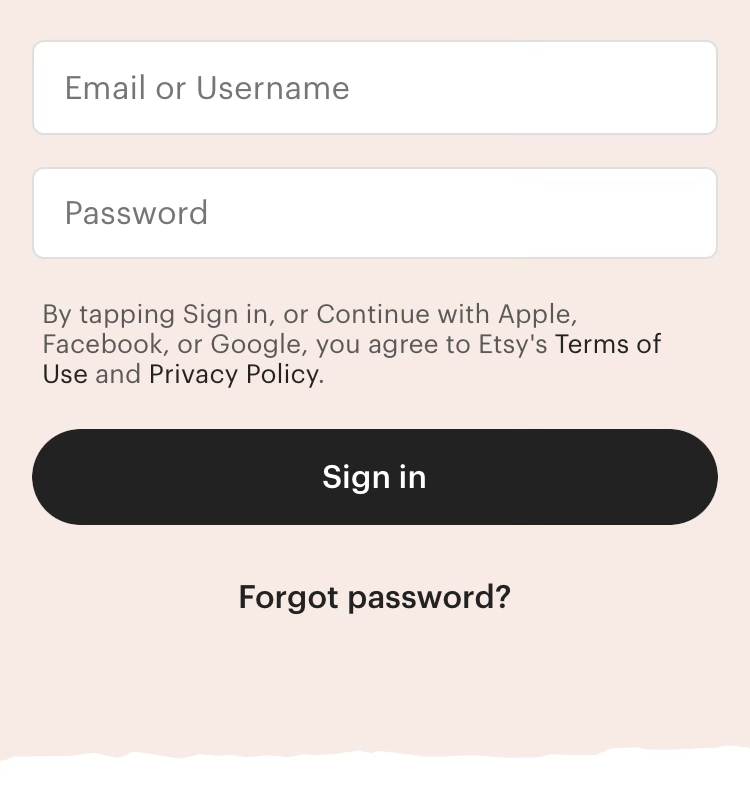 Email or Username
Password
By tapping Sign in, or Continue with Apple,
Facebook, or Google, you agree to Etsy's Terms of
Use and Privacy Policy.
Sign in
Forgot password?